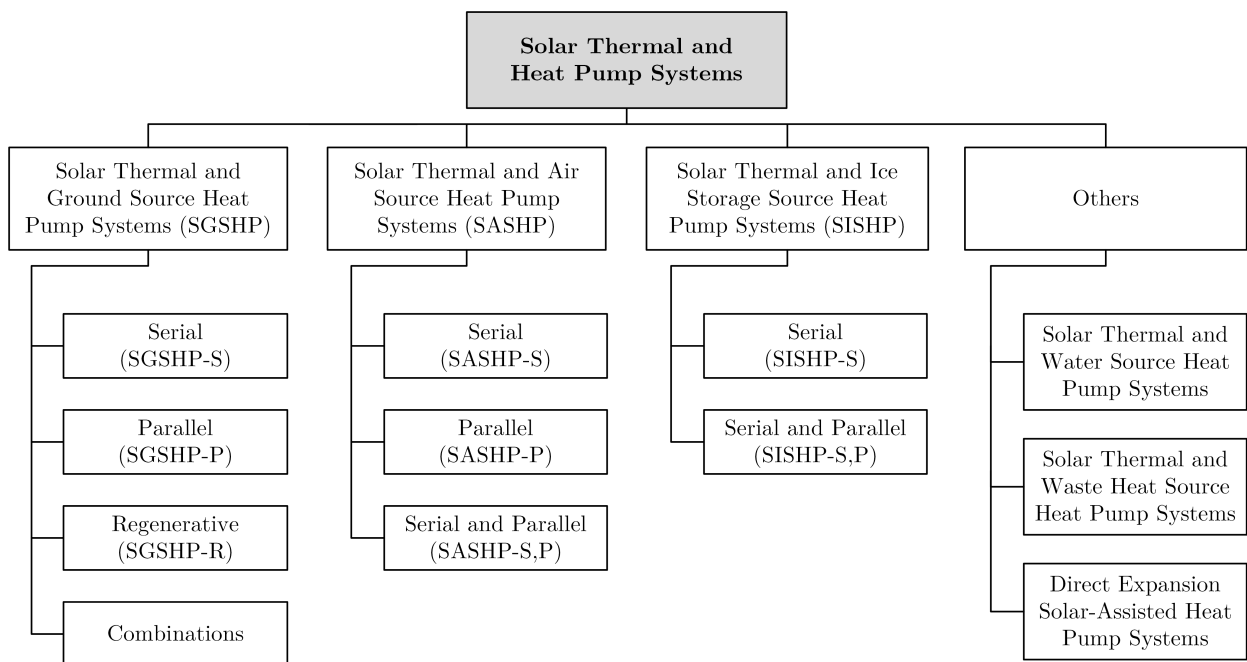 Solar Thermal and
Heat Pump Systems
Solar Thermal and
Ground Source Heat
Pump Systems (SGSHP)
Solar Thermal and Air
Source Heat Pump
Systems (SASHP)
Solar Thermal and Ice
Storage Source Heat
Pump Systems (SISHP)
Others
Serial
(SGSHP-S)
Parallel
(SGSHP-P)
Regenerative
(SGSHP-R)
Combinations
Serial
(SASHP-S)
Parallel
(SASHP-P)
Serial and Parallel
(SASHP-S,P)
Serial
(SISHP-S)
Serial and Parallel
(SISHP-S,P)
Solar Thermal and
Water Source Heat
Pump Systems
Solar Thermal and
Waste Heat Source
Heat Pump Systems
Direct Expansion
Solar-Assisted Heat
Pump Systems